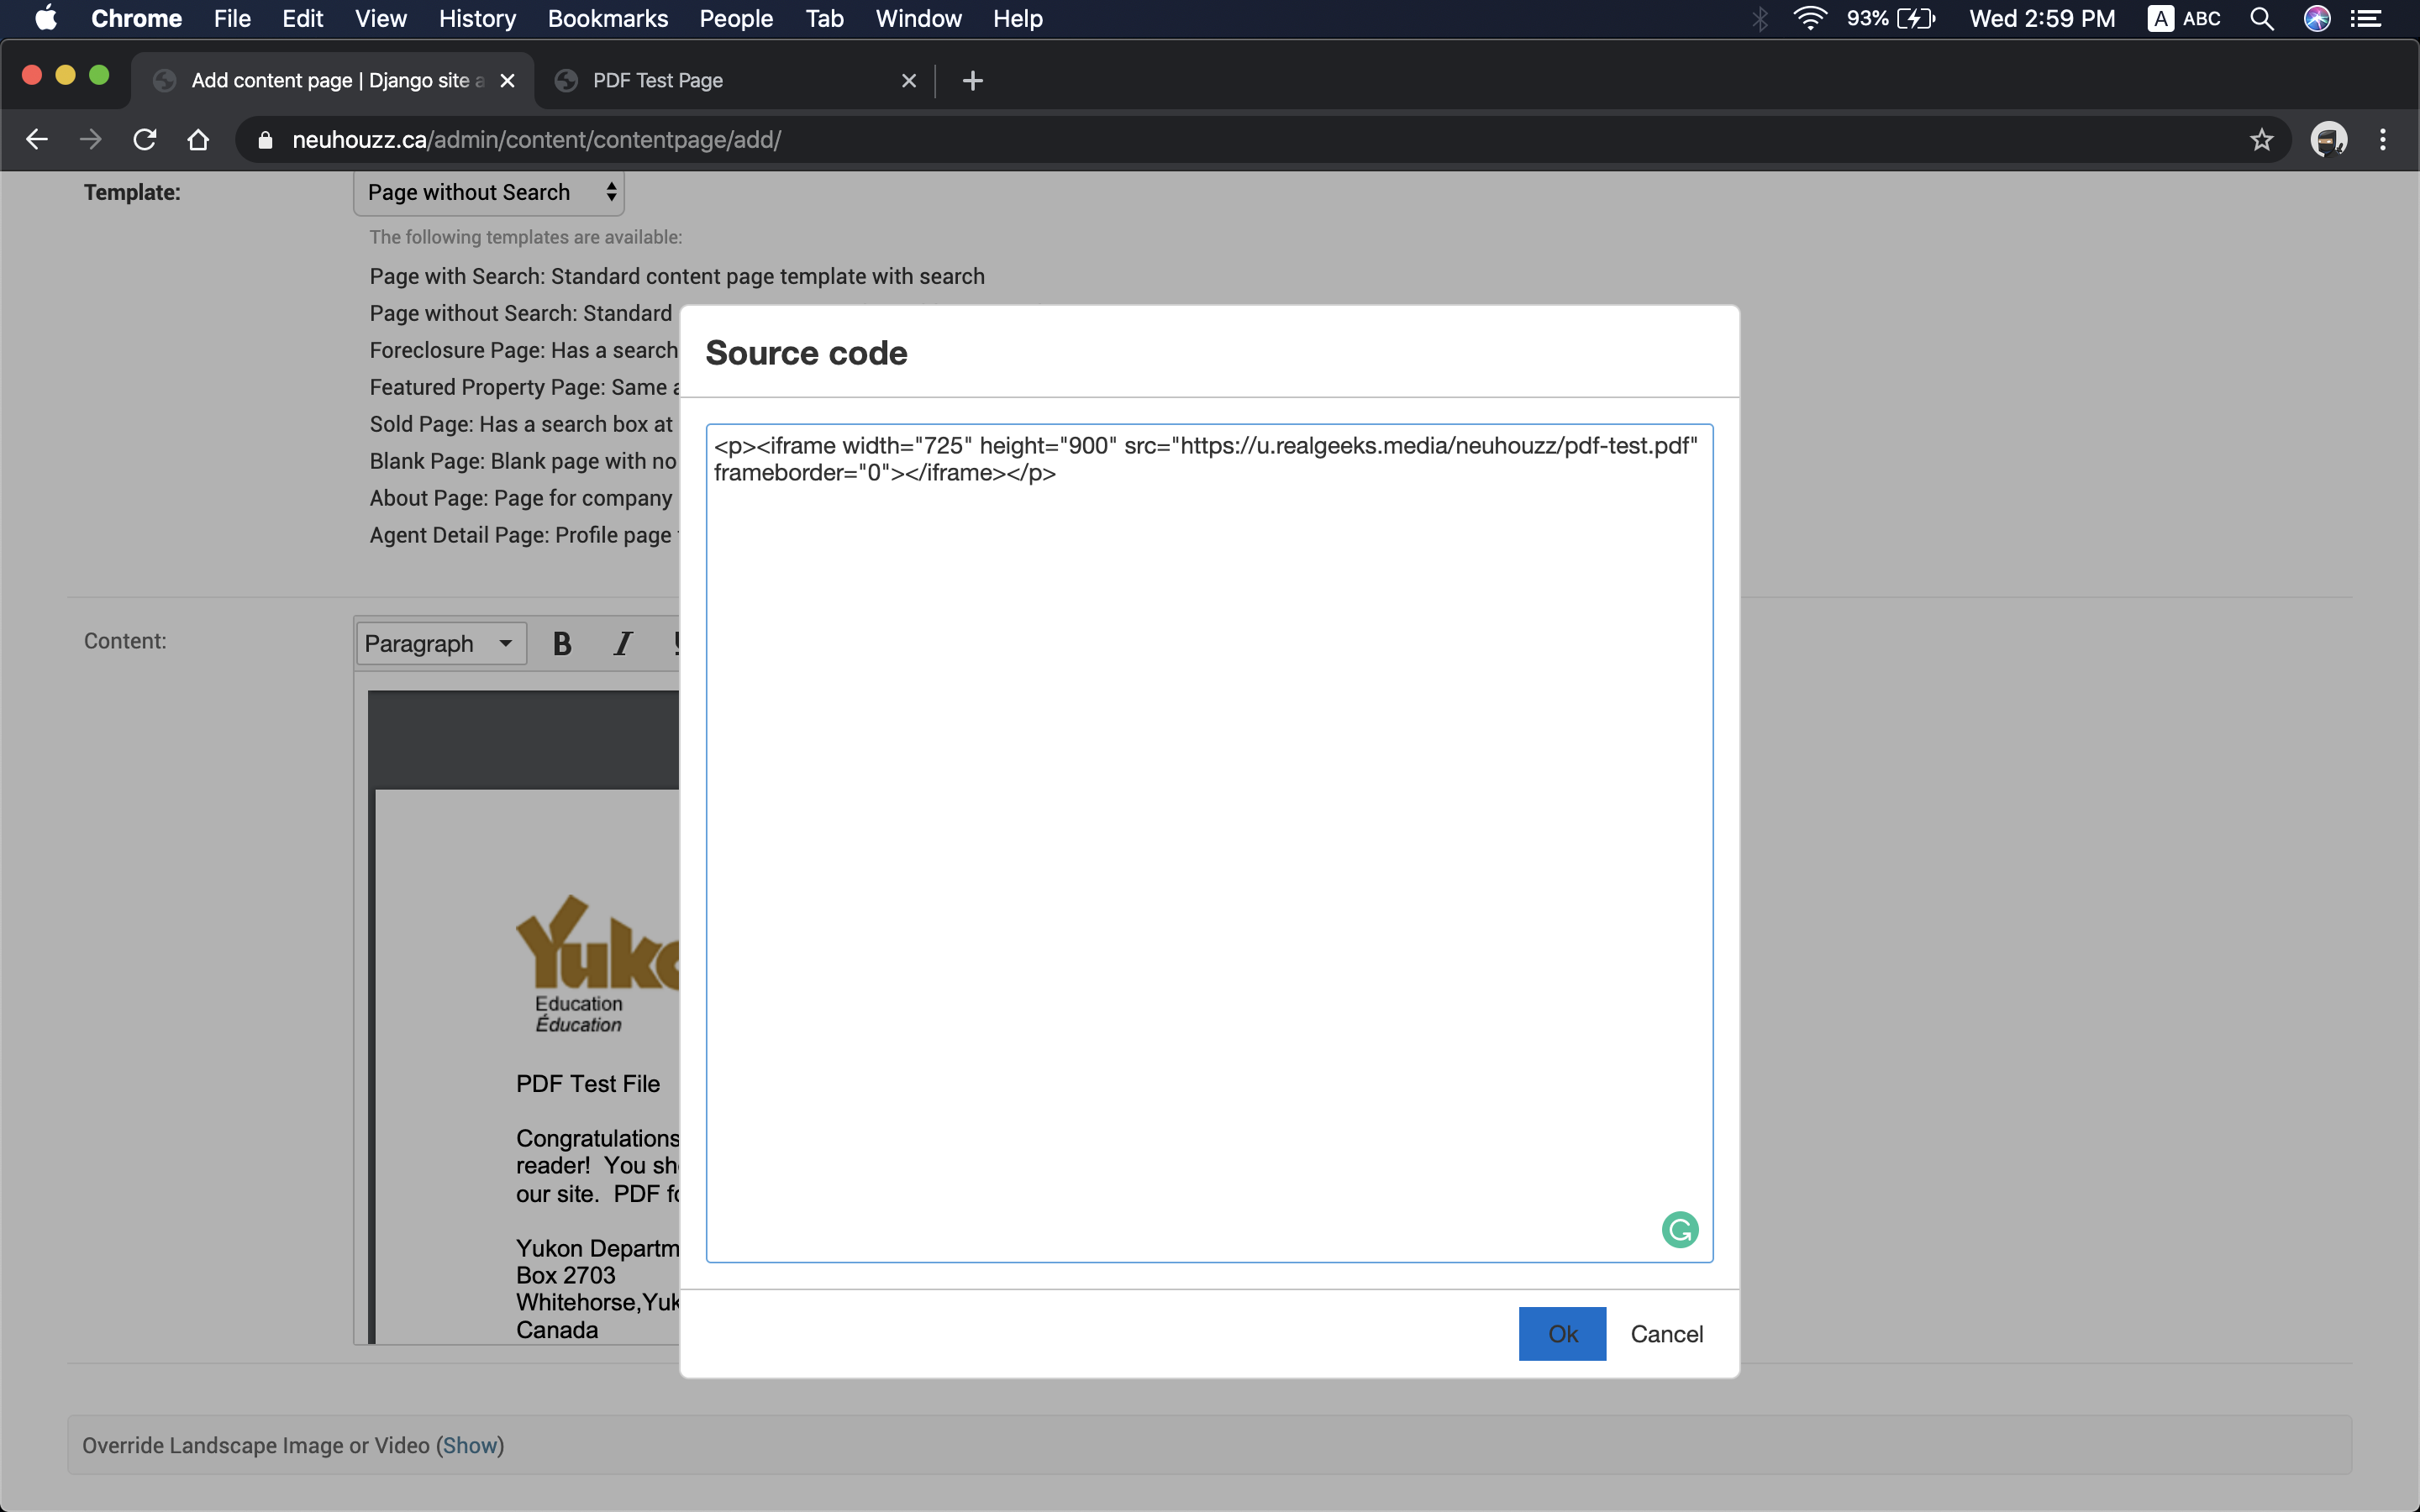 Chrome File Edit View History Bookmarks People Tab Window Help 93% Wed 2:59 PM A ABC
Add content page | Django site a PDF Test Page
neuhouzz.ca/admin/content/contentpage/add/
Template: Page without Search
The following templates are available:
Page with Search: Standard content page template with search
Page without Search: Standard
Foreclosure Page: Has a search
Featured Property Page: Same a
Sold Page: Has a search box at
Blank Page: Blank page with no
About Page: Page for company
Agent Detail Page: Profile page
Source code
<p><iframe width="725" height="900" src="https://u.realgeeks.media/neuhouzz/pdf-test.pdf"
frameborder="0"></iframe></p>
Ok Cancel
Content: Paragraph B I
Yuko
Education
Éducation
PDF Test File
Congratulations
reader! You sh
our site. PDF fo
Yukon Departm
Box 2703
Whitehorse,Yuk
Canada
Override Landscape Image or Video (Show)